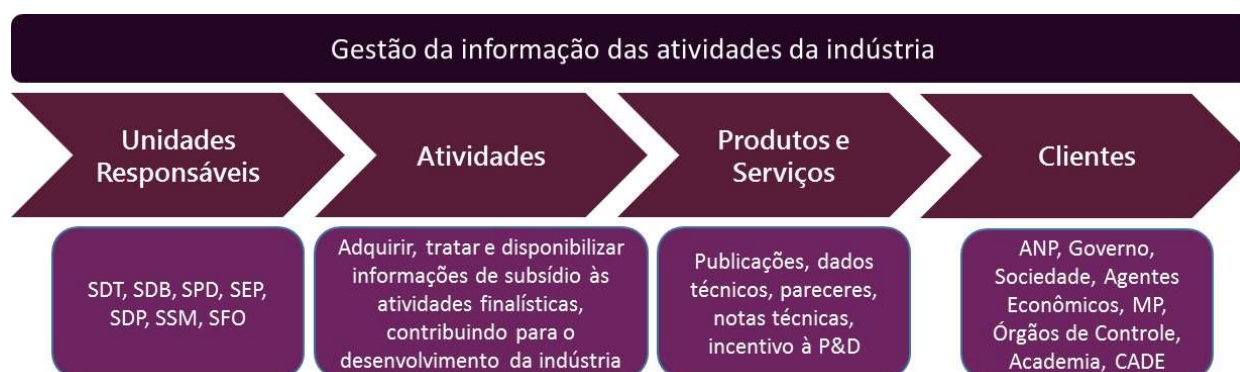 Gestão da informação das atividades da indústria
Unidades
Responsáveis
Atividades
Produtos e
Serviços
Clientes
SDT, SDB, SPD, SEP,
SDP, SSM, SFO
Adquirir, tratar e disponibilizar
informações de subsídio às
atividades finalísticas,
contribuindo para o
desenvolvimento da indústria
Publicações, dados
técnicos, pareceres,
notas técnicas,
incentivo à P&D
ANP, Governo,
Sociedade, Agentes
Econômicos, MP,
Órgãos de Controle,
Academia, CADE